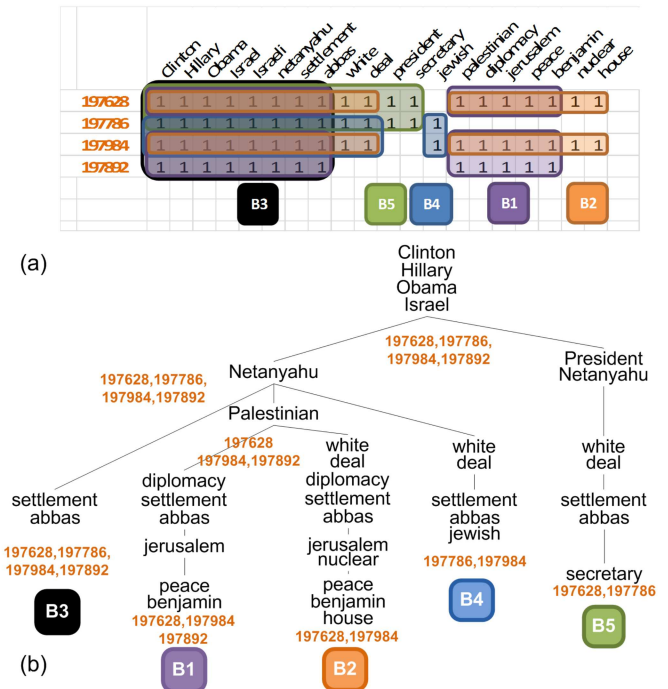 Clinton
Hillary
Obama
Israel
Israeli
netanyahu
settlement
abbas
white
deal
president
secretary
jewish
palestinian
diplomacy
jerusalem
peace
benjamin
nuclear
house
197628 1 1 1 1 1 1 1 1 1 1 1 1 1 1 1 1 1 1 1
197786 1 1 1 1 1 1 1 1 1 1 1 1 1
197984 1 1 1 1 1 1 1 1 1 1 1 1 1 1 1 1 1 1
197892 1 1 1 1 1 1 1 1 1 1 1 1 1
B3 B5 B4 B1 B2
(a)
Clinton
Hillary
Obama
Israel
197628,197786,
197984,197892
Netanyahu
President
Netanyahu
197628,197786,
197984,197892
Palestinian
197628
197984,197892
settlement
abbas
197628,197786,
197984,197892
B3
diplomacy
settlement
abbas
jerusalem
peace
benjamin
197628,197984
197892
B1
white
deal
diplomacy
settlement
abbas
jerusalem
nuclear
peace
benjamin
house
197628,197984
B2
white
deal
settlement
abbas
jewish
197786,197984
B4
white
deal
settlement
abbas
secretary
197628,197786
B5
(b)